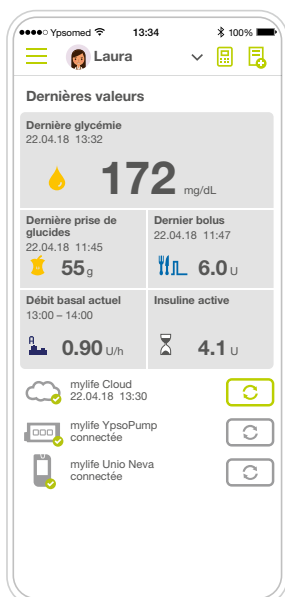 Ypsomed 13:34 100%
Laura
Dernières valeurs
Dernière glycémie
22.04.18 13:32
172 mg/dL
Dernière prise de
glucides
22.04.18 11:45
55 g
Dernier bolus
22.04.18 11:47
6.0 U
Débit basal actuel
13:00 – 14:00
A
0.90 U/h
Insuline active
4.1 U
mylife Cloud
22.04.18 13:30
mylife YpsoPump
connectée
mylife Unio Neva
connectée